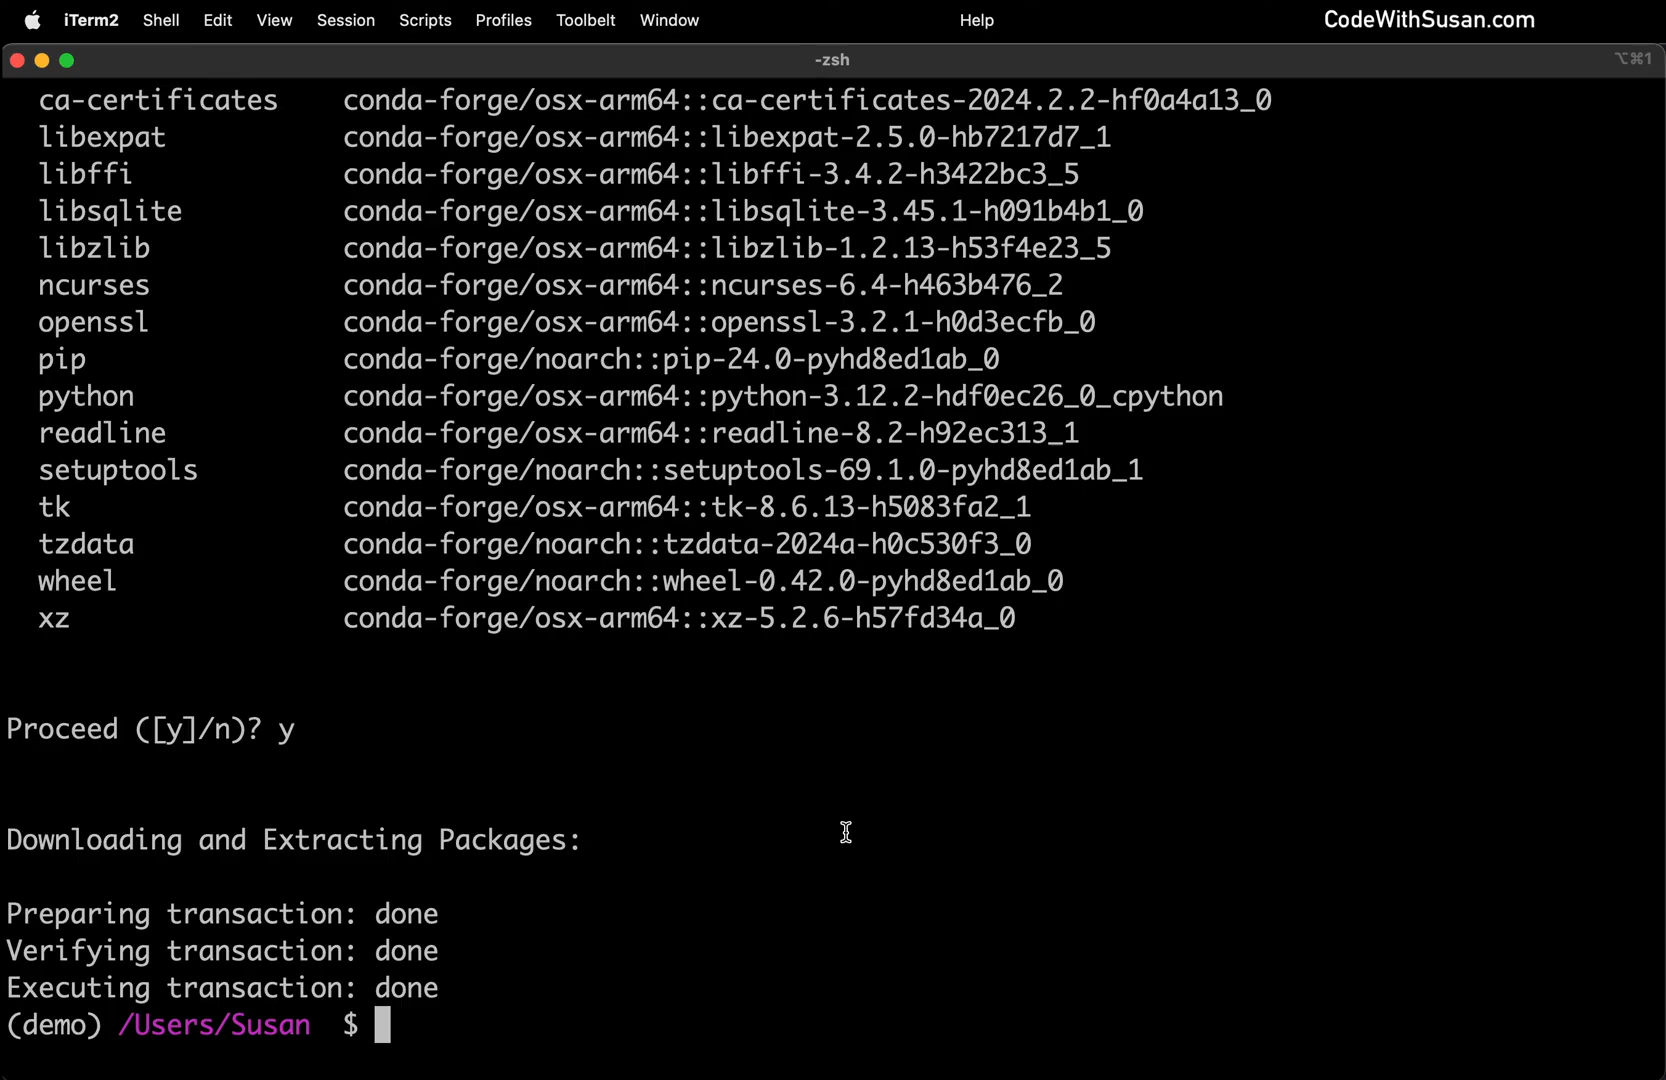 iTerm2 Shell Edit View Session Scripts Profiles Toolbelt Window Help CodeWithSusan.com
-zsh ⌥⌘1
ca-certificates conda-forge/osx-arm64::ca-certificates-2024.2.2-hf0a4a13_0
libexpat conda-forge/osx-arm64::libexpat-2.5.0-hb7217d7_1
libffi conda-forge/osx-arm64::libffi-3.4.2-h3422bc3_5
libsqlite conda-forge/osx-arm64::libsqlite-3.45.1-h091b4b1_0
libzlib conda-forge/osx-arm64::libzlib-1.2.13-h53f4e23_5
ncurses conda-forge/osx-arm64::ncurses-6.4-h463b476_2
openssl conda-forge/osx-arm64::openssl-3.2.1-h0d3ecfb_0
pip conda-forge/noarch::pip-24.0-pyhd8ed1ab_0
python conda-forge/osx-arm64::python-3.12.2-hdf0ec26_0_cpython
readline conda-forge/osx-arm64::readline-8.2-h92ec313_1
setuptools conda-forge/noarch::setuptools-69.1.0-pyhd8ed1ab_1
tk conda-forge/osx-arm64::tk-8.6.13-h5083fa2_1
tzdata conda-forge/noarch::tzdata-2024a-h0c530f3_0
wheel conda-forge/noarch::wheel-0.42.0-pyhd8ed1ab_0
xz conda-forge/osx-arm64::xz-5.2.6-h57fd34a_0
Proceed ([y]/n)? y
Downloading and Extracting Packages:
Preparing transaction: done
Verifying transaction: done
Executing transaction: done
(demo) /Users/Susan $